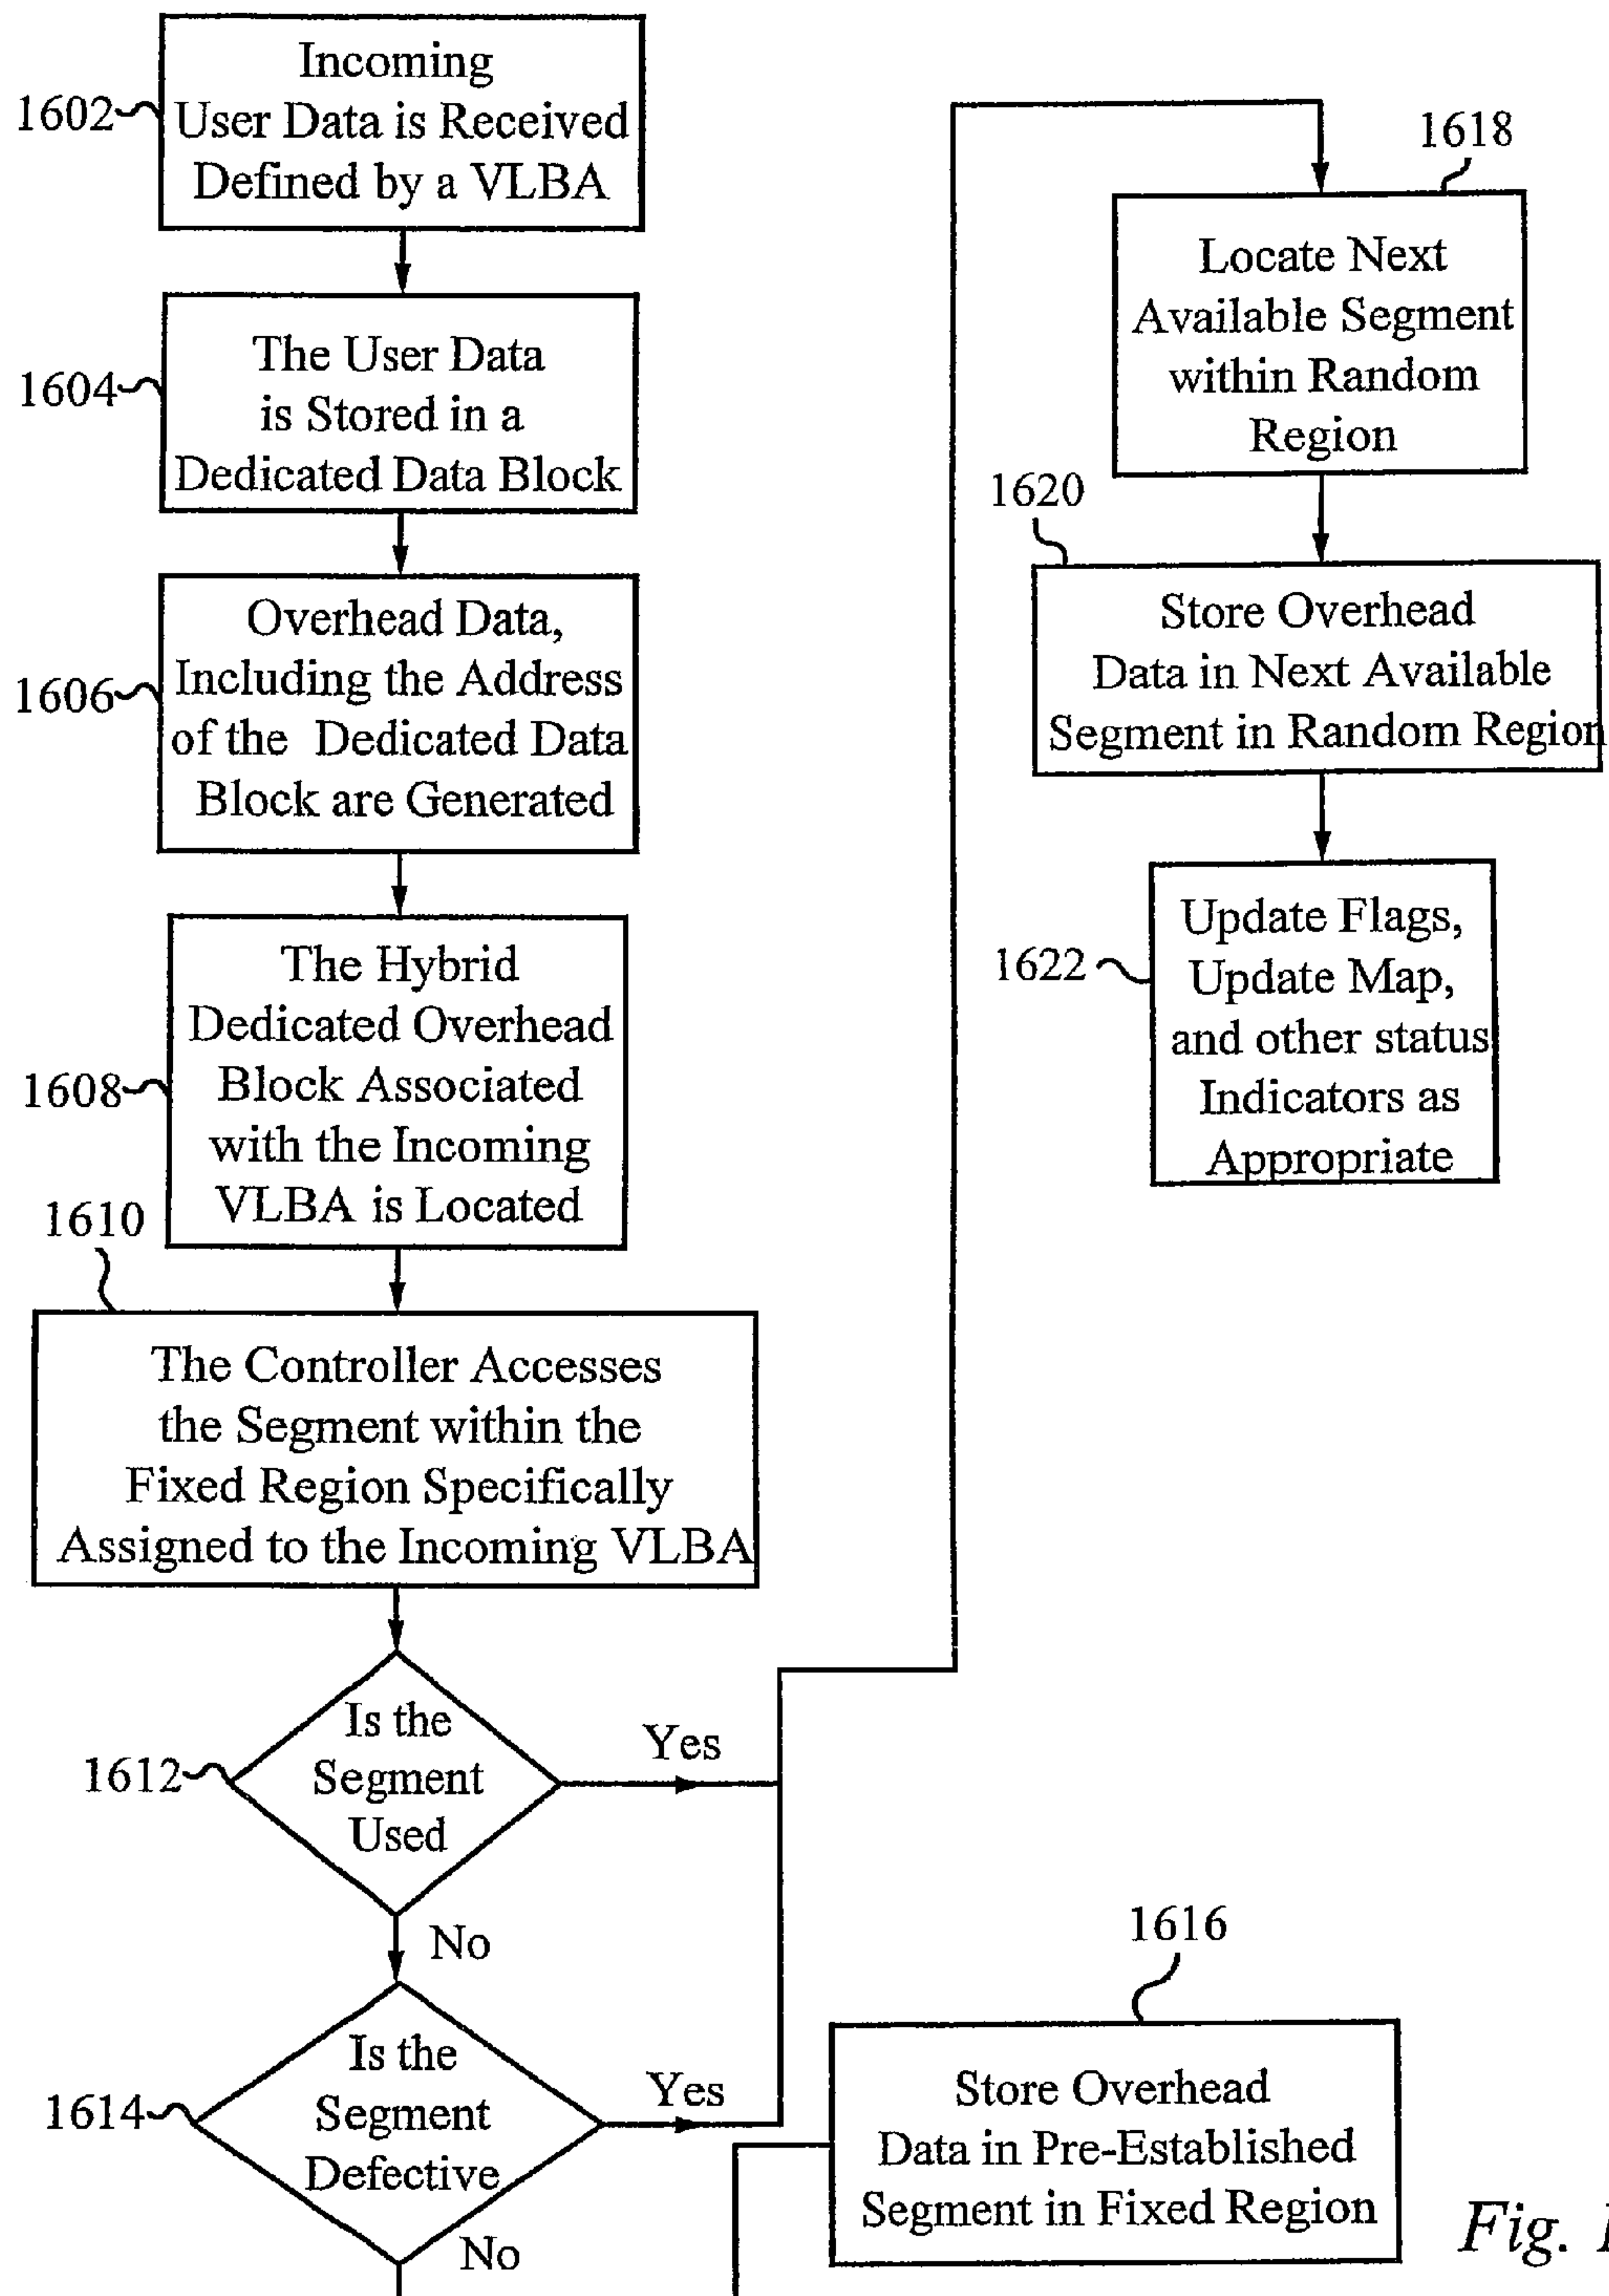 1602
Incoming
User Data is Received
Defined by a VLBA
1604
The User Data
is Stored in a
Dedicated Data Block
1606
Overhead Data,
Including the Address
of the Dedicated Data
Block are Generated
1608
The Hybrid
Dedicated Overhead
Block Associated
with the Incoming
VLBA is Located
1610
The Controller Accesses
the Segment within the
Fixed Region Specifically
Assigned to the Incoming VLBA
1612
Is the
Segment
Used
Yes
No
1614
Is the
Segment
Defective
Yes
No
1616
Store Overhead
Data in Pre-Established
Segment in Fixed Region
1618
Locate Next
Available Segment
within Random
Region
1620
Store Overhead
Data in Next Available
Segment in Random Region
1622
Update Flags,
Update Map,
and other status
Indicators as
Appropriate
Fig.